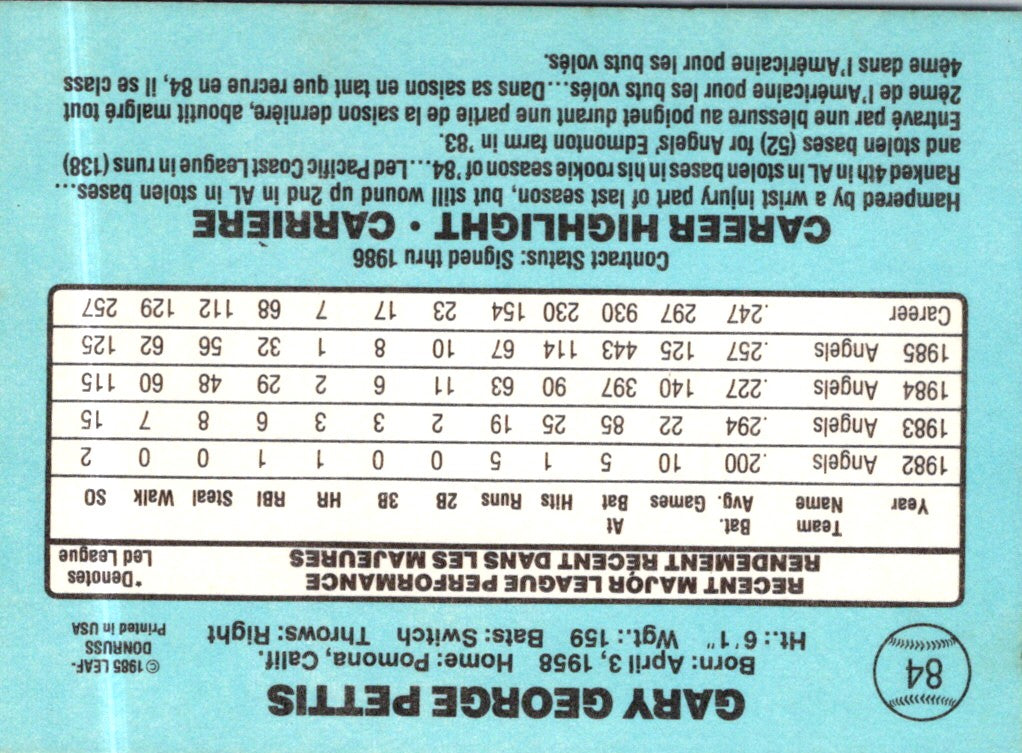 84
GARY GEORGE PETTIS
Born: April 3, 1958 Home: Pomona, Calif.
Ht.: 6'1" Wgt.: 159 Bats: Switch Throws: Right
© 1985 LEAF-
DONRUSS
Printed in USA
RECENT MAJOR LEAGUE PERFORMANCE
RENDEMENT RÉCENT DANS LES MAJEURES
*Denotes
Led League
Year Team Name Bat. Avg. Games At Bat Hits Runs 2B 3B HR RBI Steal Walk SO
1982 Angels .200 10 5 1 5 0 0 1 1 0 0 2
1983 Angels .294 22 85 25 19 2 3 3 6 8 7 15
1984 Angels .227 140 397 90 63 11 6 2 29 48 60 115
1985 Angels .257 125 443 114 67 10 8 1 32 56 62 125
Career .247 297 930 230 154 23 17 7 68 112 129 257
Contract Status: Signed thru 1986
CAREER HIGHLIGHT • CARRIÈRE
Hampered by a wrist injury part of last season, but still wound up 2nd in AL in stolen bases...
Ranked 4th in AL in stolen bases in his rookie season of '84...Led Pacific Coast League in runs (138)
and stolen bases (52) for Angels' Edmonton farm in '83.
Entravé par une blessure au poignet durant une partie de la saison dernière, aboutit malgré tout
2ème de l'Américaine pour les buts volés...Dans sa saison en tant que recrue en 84, il se class
4ème dans l'Américaine pour les buts volés.